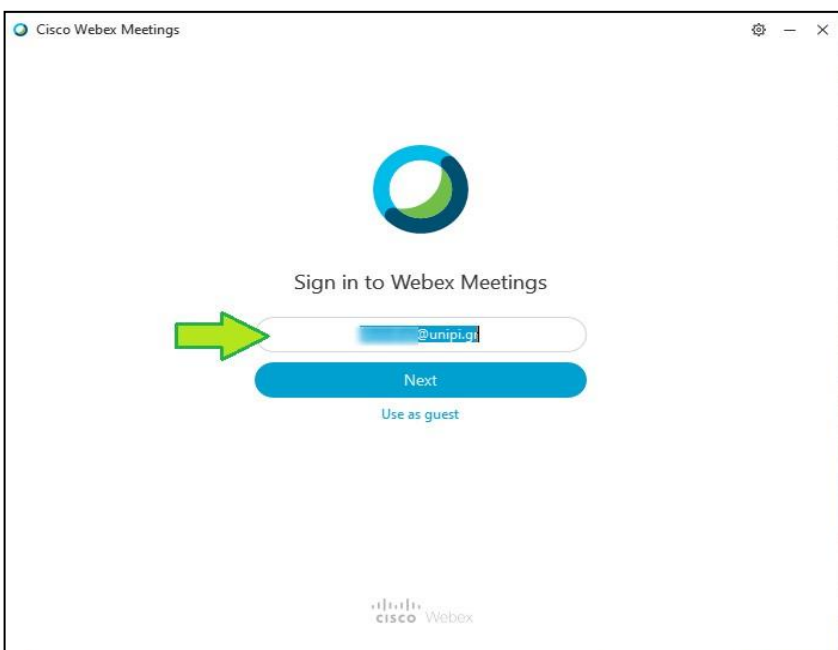 Cisco Webex Meetings
Sign in to Webex Meetings
@unipi.gr
Next
Use as guest
CISCO Webex